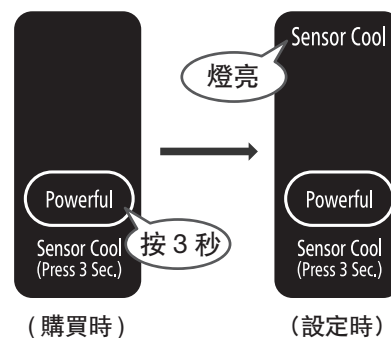 Powerful
Sensor Cool
(Press 3 Sec.)
按 3 秒
(購買時)
Sensor Cool
燈亮
Powerful
Sensor Cool
(Press 3 Sec.)
(設定時)